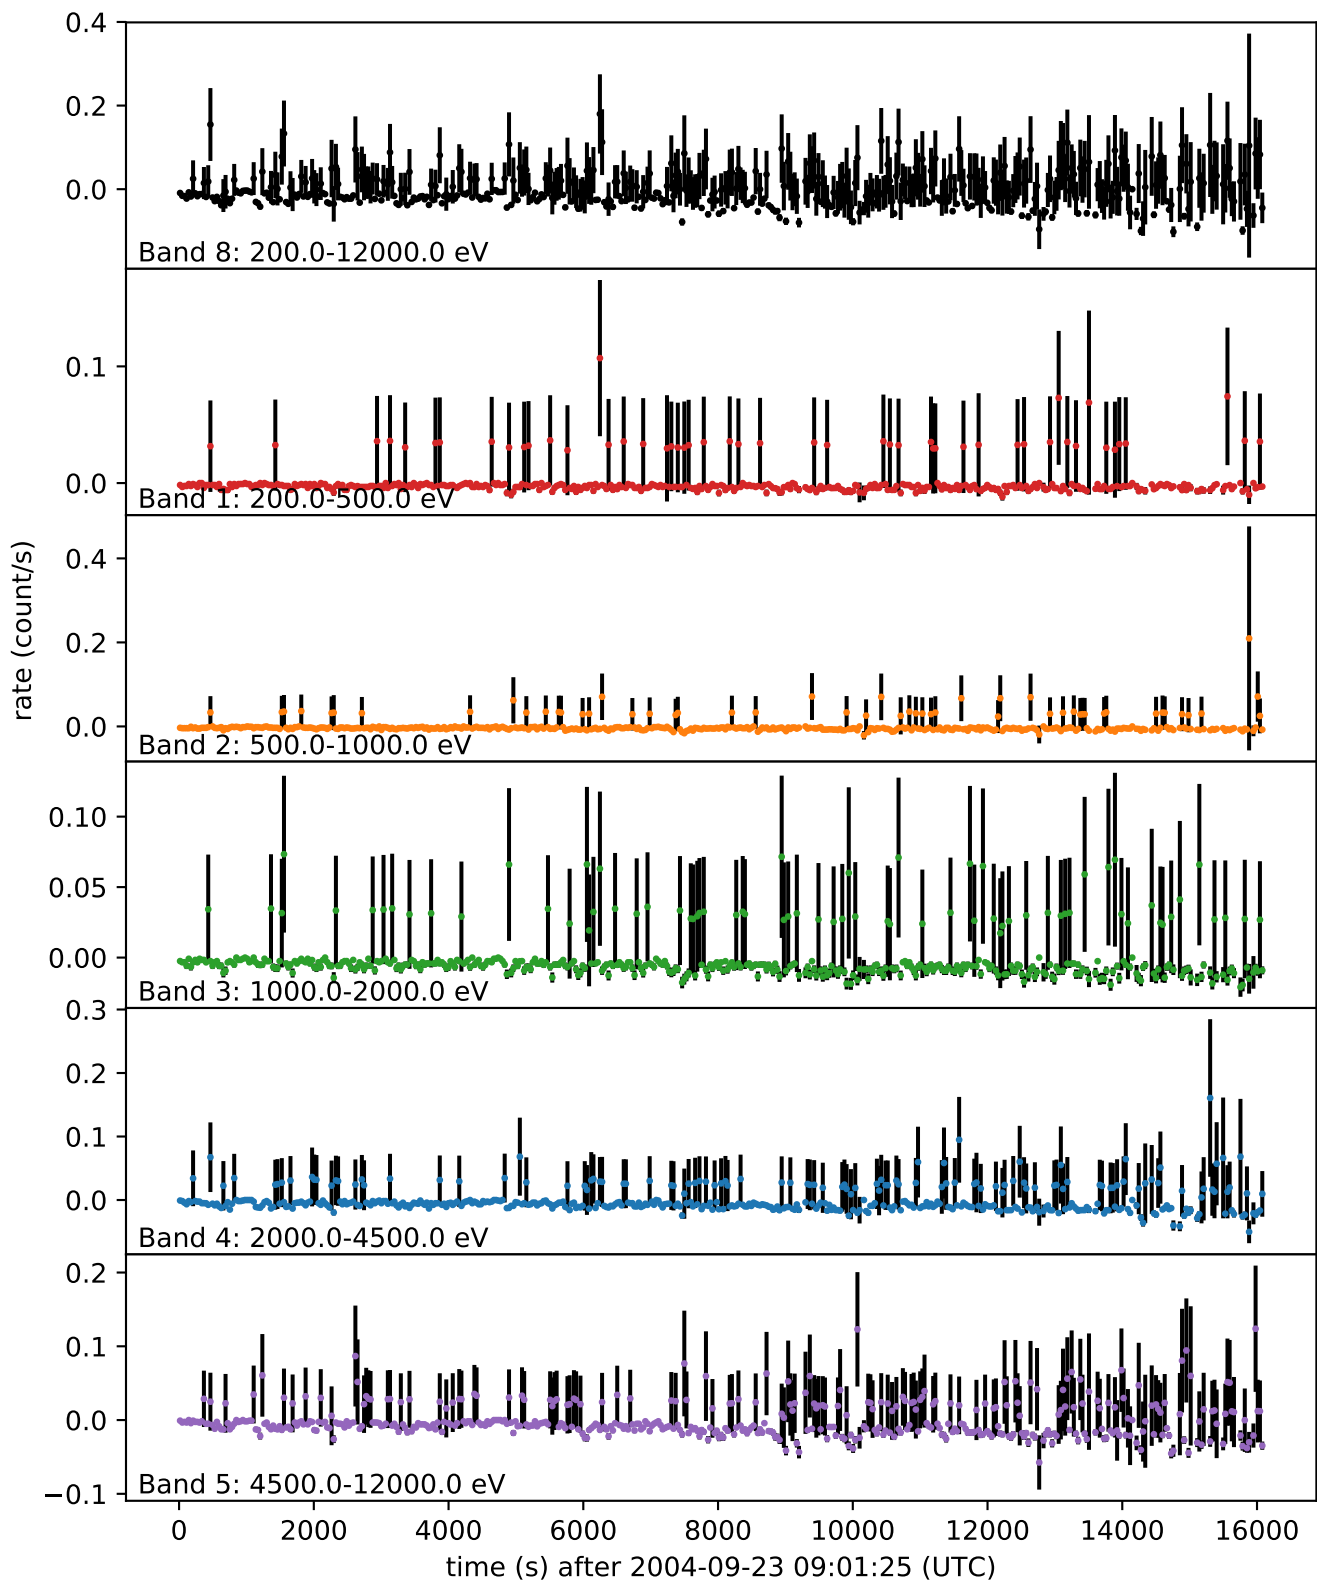 0.4
0.2
0.0
Band 8: 200.0-12000.0 eV
0.1
0.0
Band 1: 200.0-500.0 eV
rate (count/s)
0.4
0.2
0.0
Band 2: 500.0-1000.0 eV
0.10
0.05
0.00
Band 3: 1000.0-2000.0 eV
0.3
0.2
0.1
0.0
Band 4: 2000.0-4500.0 eV
0.2
0.1
0.0
−0.1
Band 5: 4500.0-12000.0 eV
0 2000 4000 6000 8000 10000 12000 14000 16000
time (s) after 2004-09-23 09:01:25 (UTC)